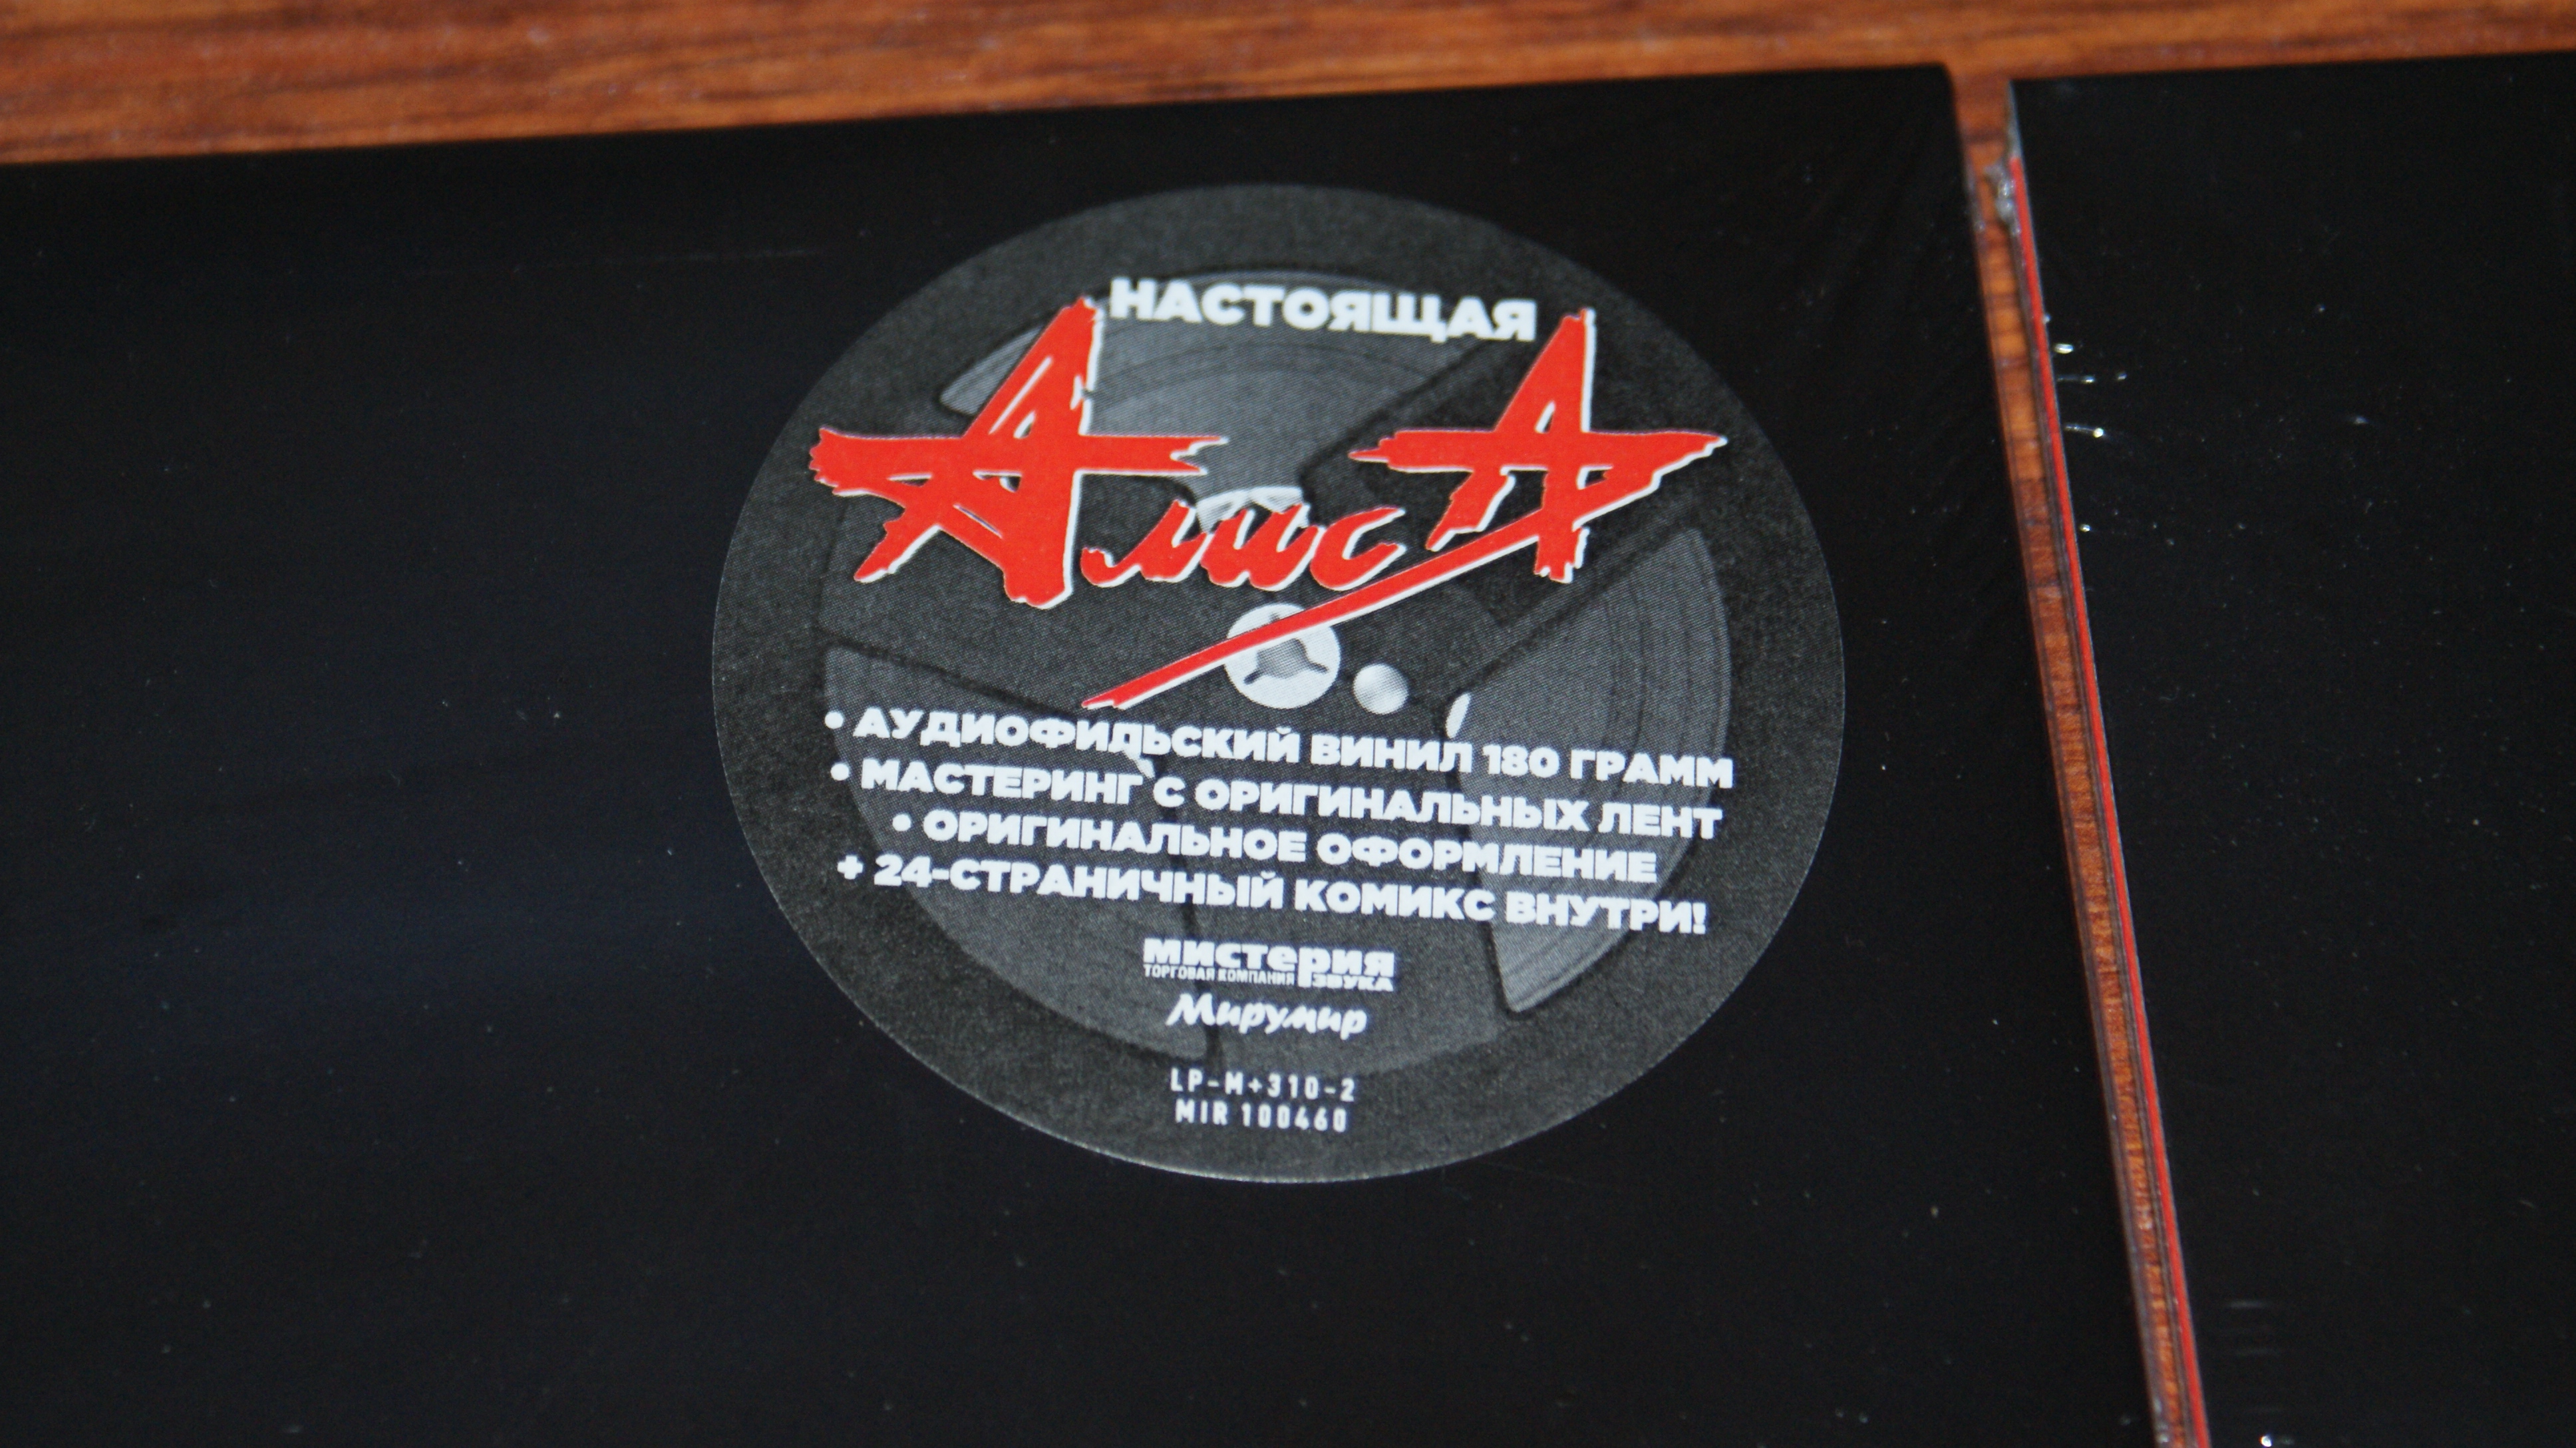 НАСТОЯЩАЯ
АлисА
• АУДИОФИЛЬСКИЙ ВИНИЛ 180 ГРАММ
• МАСТЕРИНГ С ОРИГИНАЛЬНЫХ ЛЕНТ
• ОРИГИНАЛЬНОЕ ОФОРМЛЕНИЕ
+ 24-СТРАНИЧНЫЙ КОМИКС ВНУТРИ!
мистерия
ТОРГОВАЯ КОМПАНИЯ ЗВУКА
Мирумир
LP-M+310-2
MIR 100460